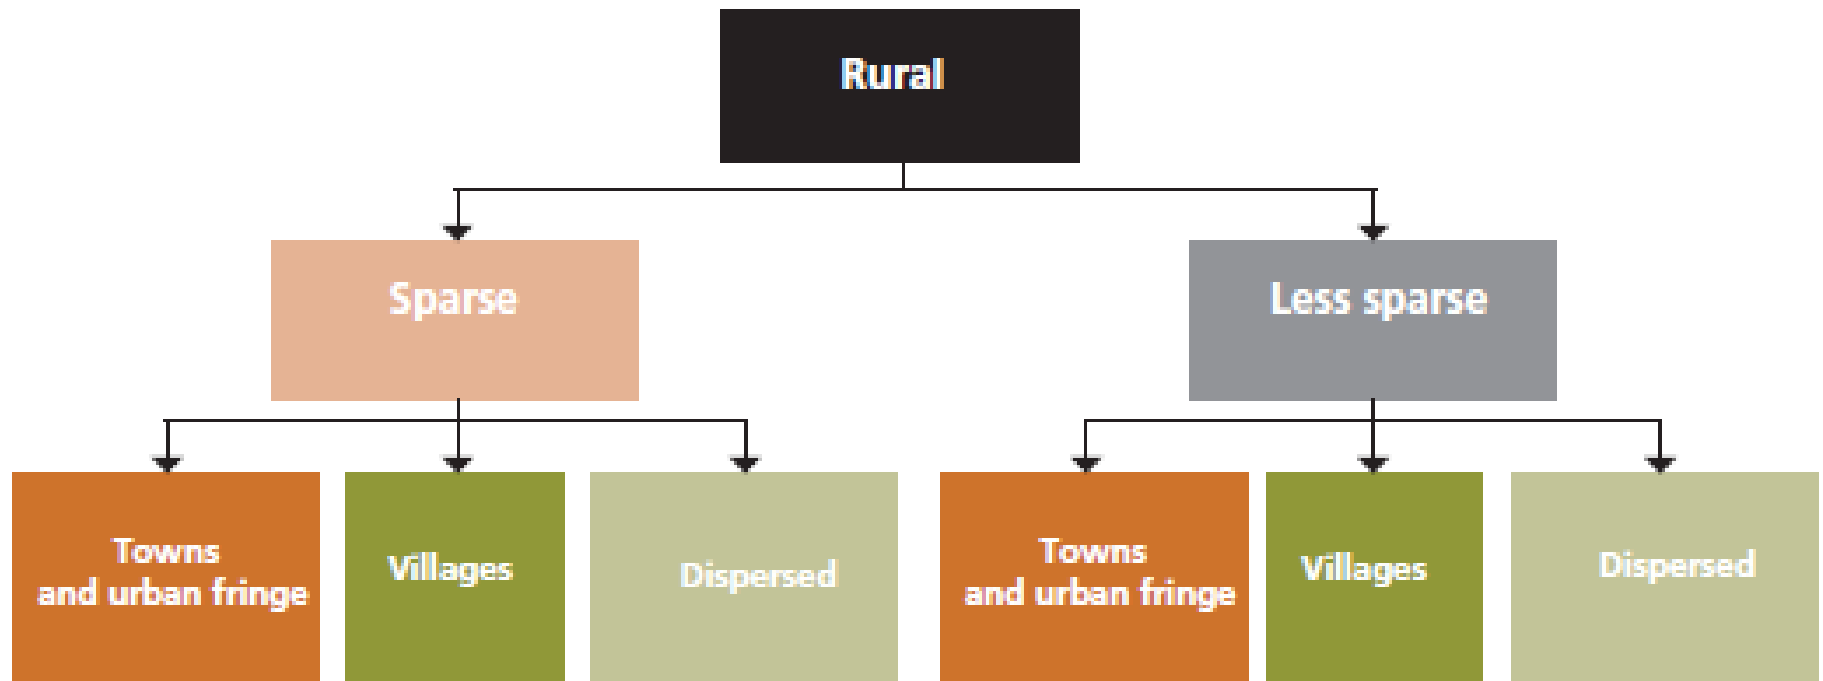 Rural
Sparse
Less sparse
Towns
and urban fringe
Villages
Dispersed
Towns
and urban fringe
Villages
Dispersed